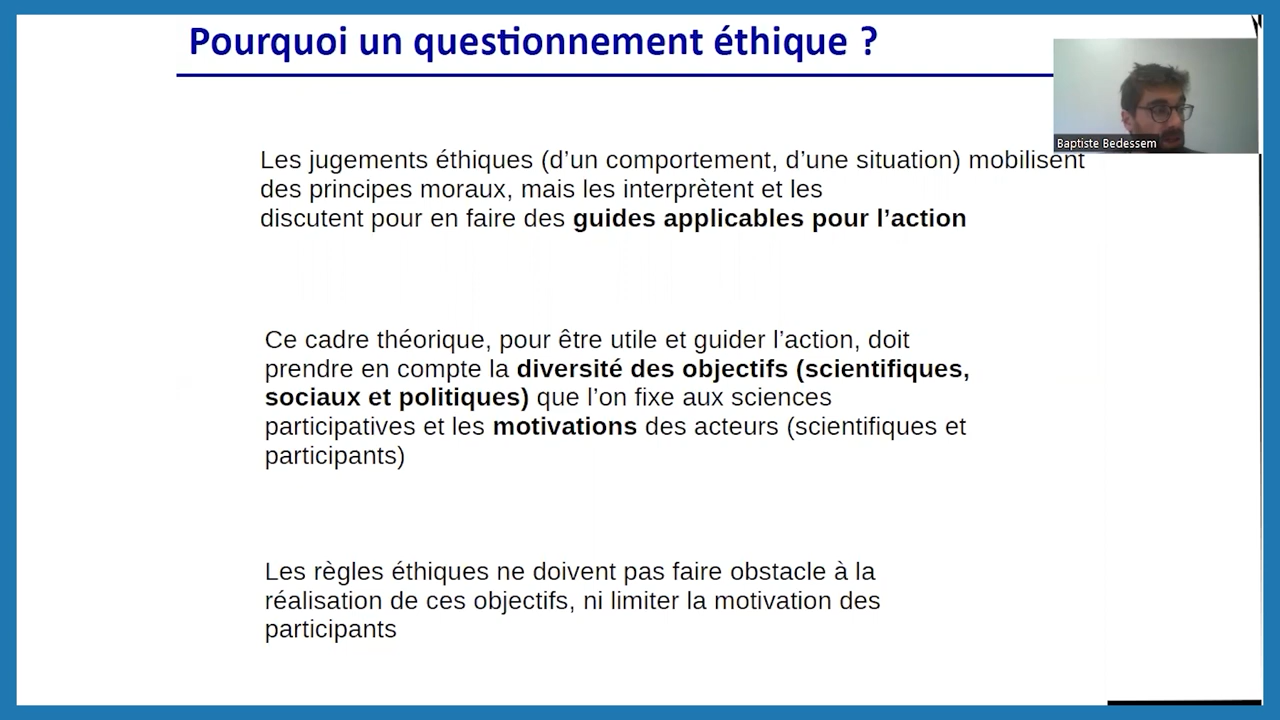 Pourquoi un questionnement éthique ?
Baptiste Bedessem
Les jugements éthiques (d’un comportement, d’une situation) mobilisent
des principes moraux, mais les interprètent et les
discutent pour en faire des guides applicables pour l’action
Ce cadre théorique, pour être utile et guider l’action, doit
prendre en compte la diversité des objectifs (scientifiques,
sociaux et politiques) que l’on fixe aux sciences
participatives et les motivations des acteurs (scientifiques et
participants)
Les règles éthiques ne doivent pas faire obstacle à la
réalisation de ces objectifs, ni limiter la motivation des
participants